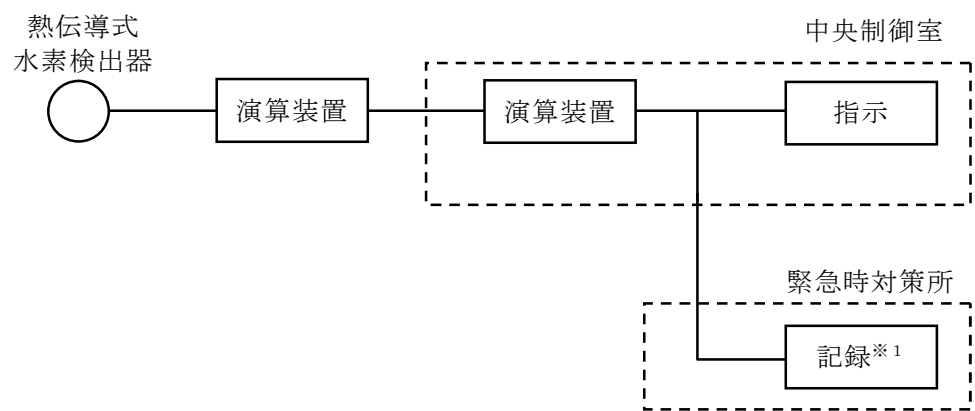 熱伝導式
水素検出器
中央制御室
演算装置
演算装置
指示
緊急時対策所
記録※1